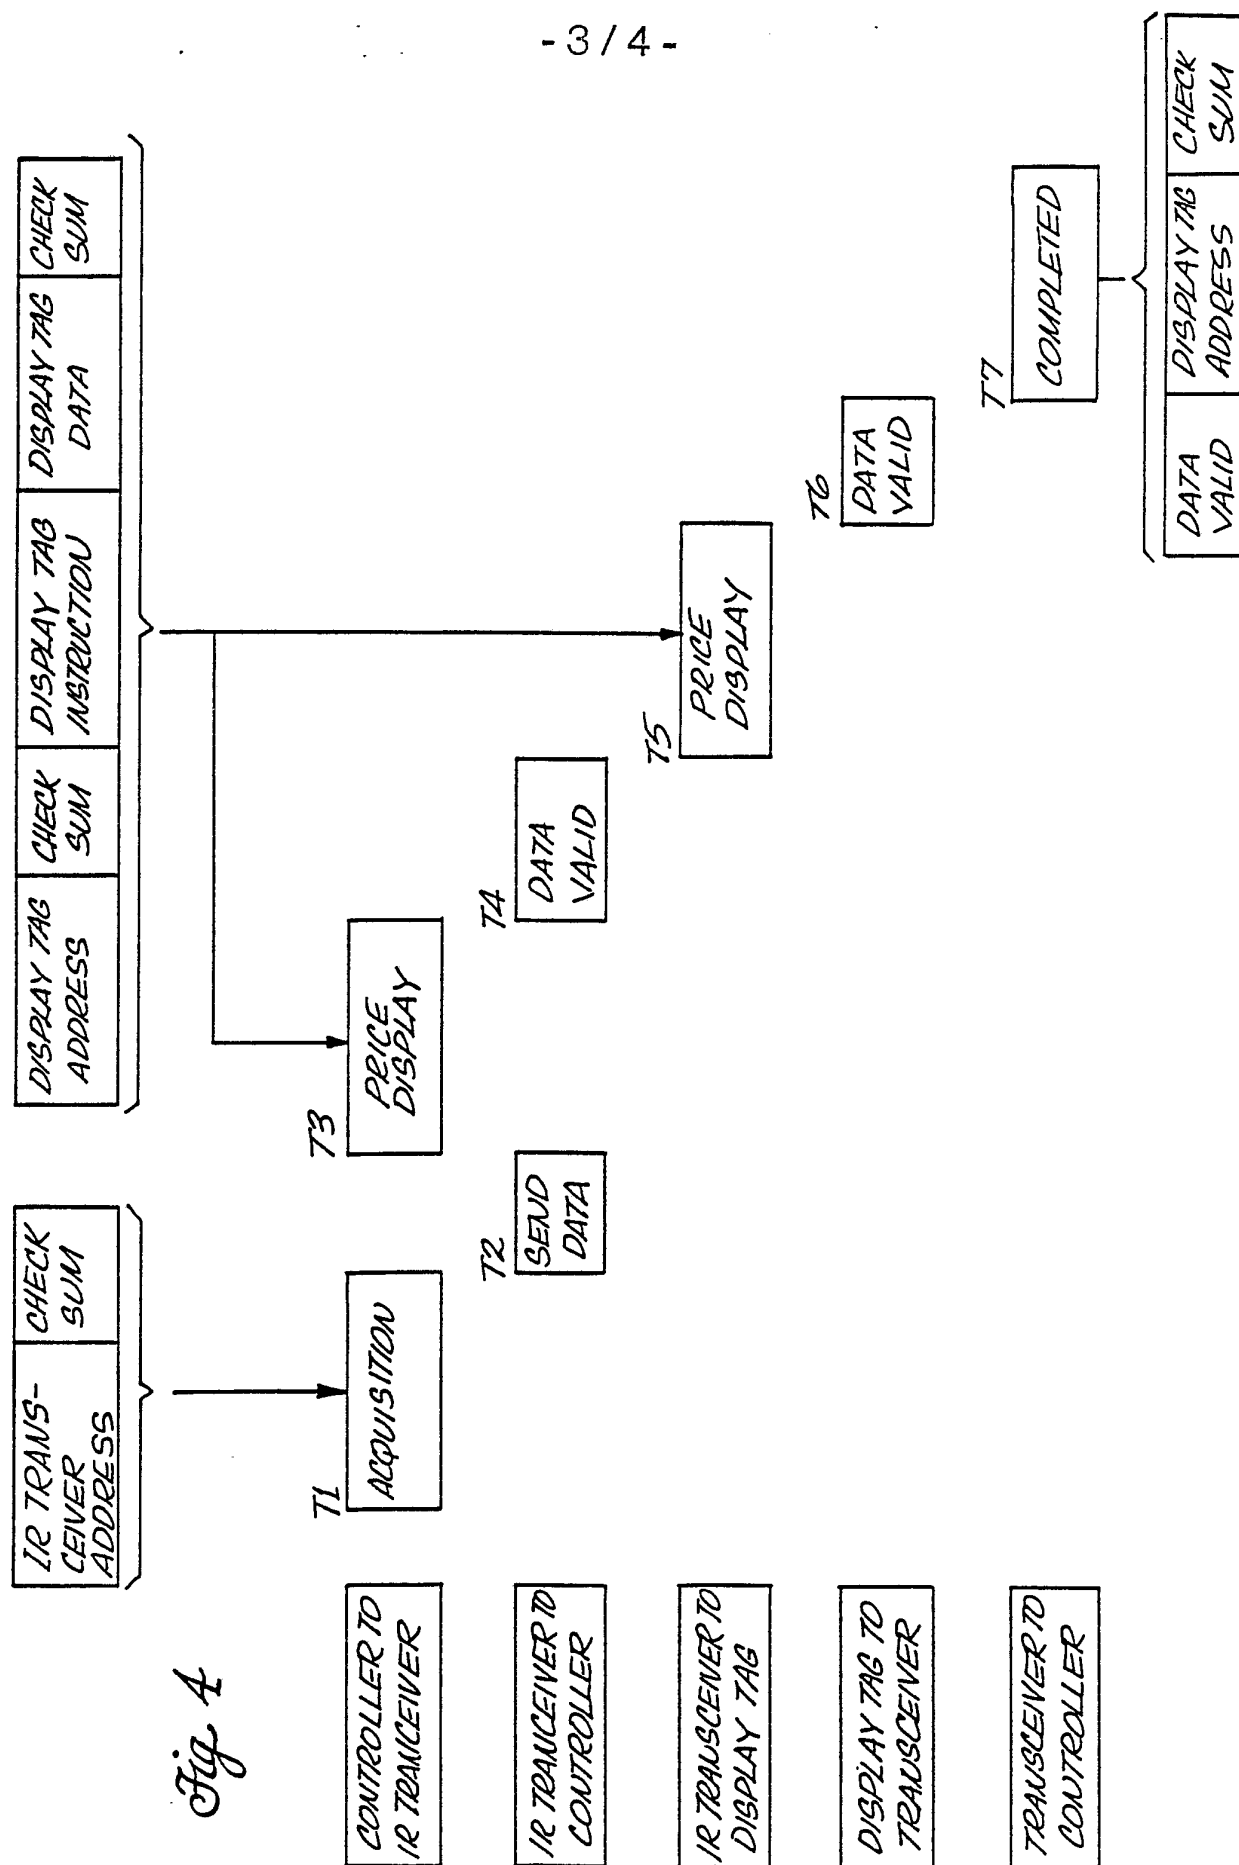 - 3 / 4 -
IR TRANS-
CEIVER
ADDRESS
CHECK
SUM
DISPLAY TAG
ADDRESS
CHECK
SUM
DISPLAY TAG
INSTRUCTION
DISPLAY TAG
DATA
CHECK
SUM
Fig 4
CONTROLLER TO
IR TRANCEIVER
T1
ACQUISITION
T3
PRICE
DISPLAY
IR TRANCEIVER TO
CONTROLLER
T2
SEND
DATA
T4
DATA
VALID
IR TRANSCEIVER TO
DISPLAY TAG
T5
PRICE
DISPLAY
DISPLAY TAG TO
TRANSCEIVER
T6
DATA
VALID
TRANSCEIVER TO
CONTROLLER
T7
COMPLETED
DATA
VALID
DISPLAY TAG
ADDRESS
CHECK
SUM